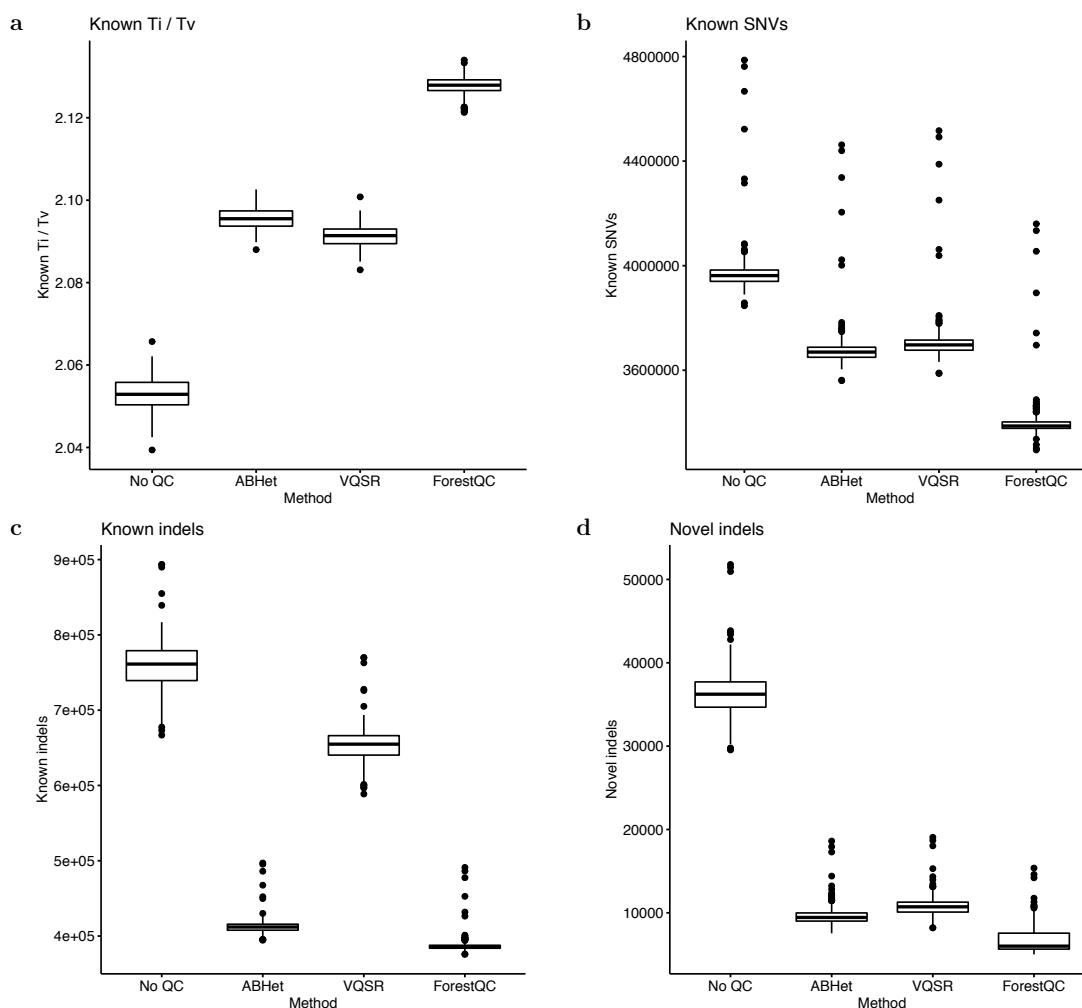 a
Known Ti / Tv
2.12
2.10
2.08
2.06
2.04
Known Ti / Tv
No QC ABHet VQSR ForestQC
Method
b
Known SNVs
4800000
4400000
4000000
3600000
Known SNVs
No QC ABHet VQSR ForestQC
Method
c
Known indels
9e+05
8e+05
7e+05
6e+05
5e+05
4e+05
Known indels
No QC ABHet VQSR ForestQC
Method
d
Novel indels
50000
40000
30000
20000
10000
Novel indels
No QC ABHet VQSR ForestQC
Method